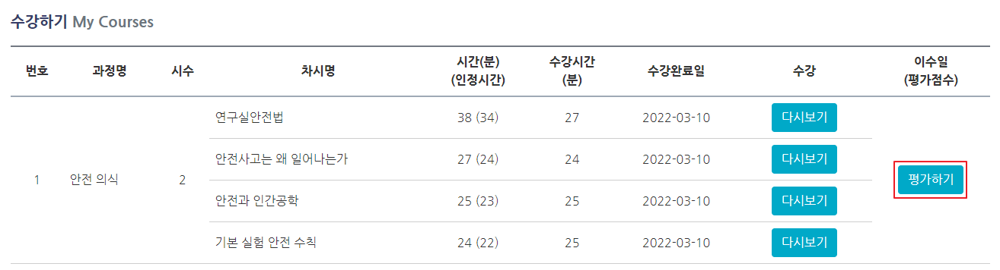 수강하기 My Courses
번호 과정명 시수 차시명 시간(분) (인정시간) 수강시간 (분) 수강완료일 수강 이수일 (평가점수)
연구실안전법 38 (34) 27 2022-03-10 다시보기
안전사고는 왜 일어나는가 27 (24) 24 2022-03-10 다시보기
1 안전 의식 2 평가하기
안전과 인간공학 25 (23) 25 2022-03-10 다시보기
기본 실험 안전 수칙 24 (22) 25 2022-03-10 다시보기